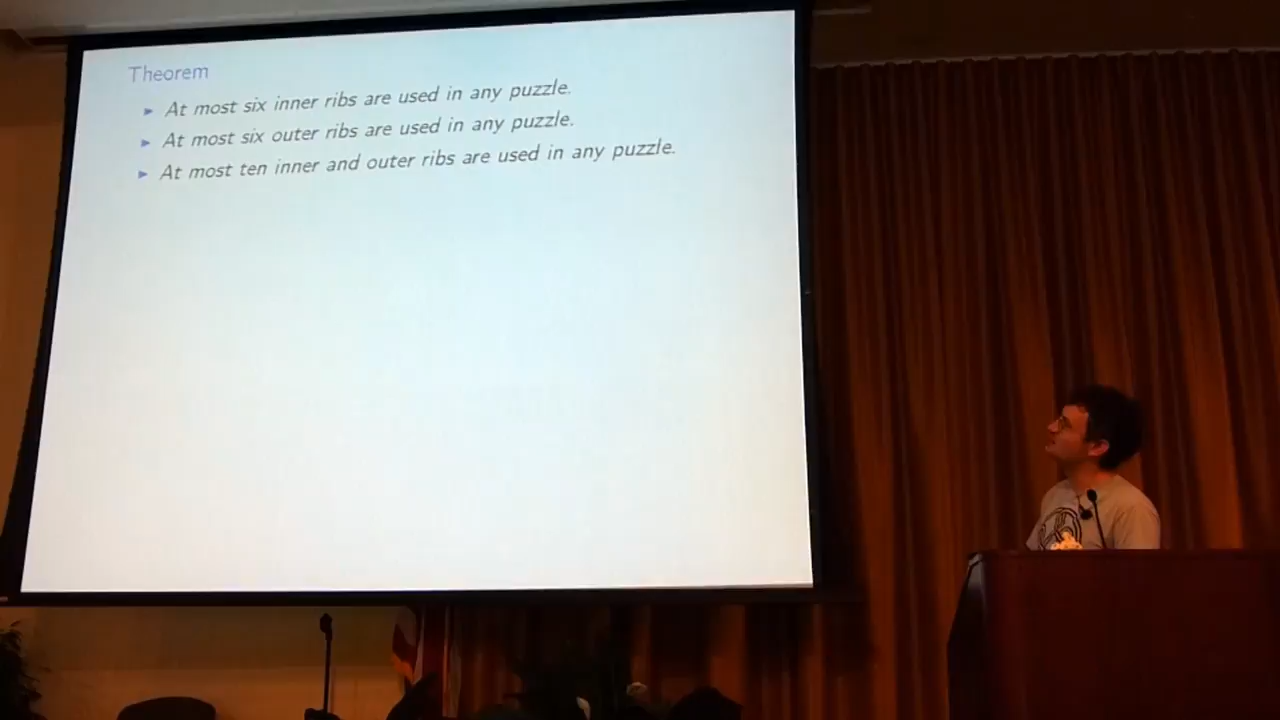 Theorem
► At most six inner ribs are used in any puzzle.
► At most six outer ribs are used in any puzzle.
► At most ten inner and outer ribs are used in any puzzle.